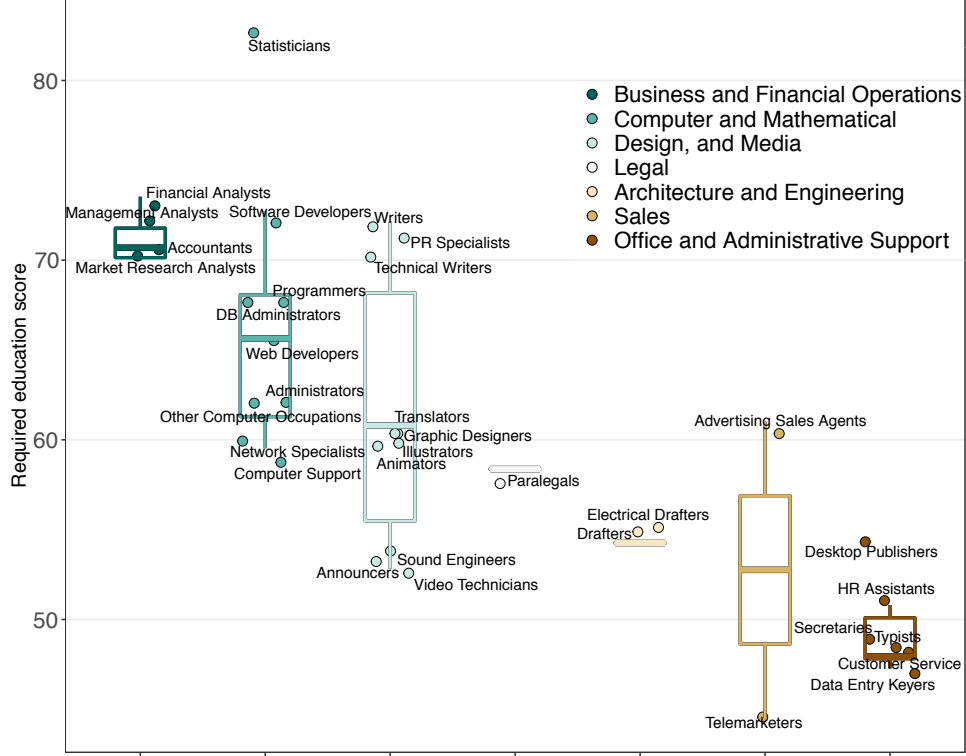 Statisticians
80
Business and Financial Operations
Computer and Mathematical
Design, and Media
Legal
Architecture and Engineering
Sales
Office and Administrative Support
Financial Analysts
Management Analysts
Software Developers
Writers
PR Specialists
Accountants
70
Market Research Analysts
Technical Writers
Required education score
Programmers
DB Administrators
Web Developers
Administrators
Other Computer Occupations
Translators
Advertising Sales Agents
60
Graphic Designers
Network Specialists
Illustrators
Animators
Computer Support
Paralegals
Electrical Drafters
Drafters
Desktop Publishers
Sound Engineers
Announcers
Video Technicians
HR Assistants
50
Secretaries
Typists
Customer Service
Data Entry Keyers
Telemarketers